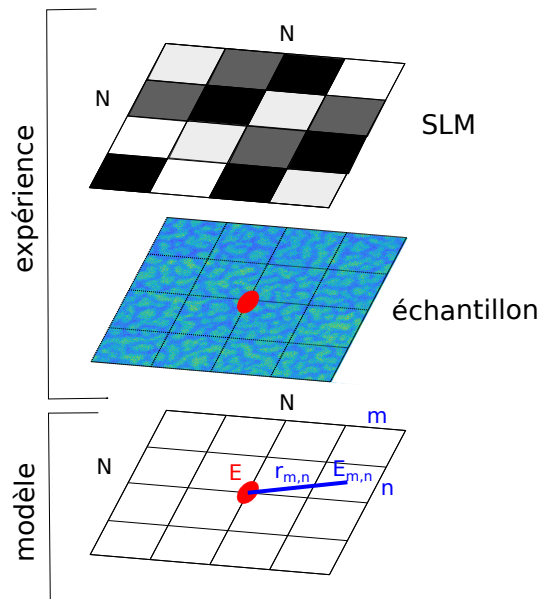 N
N
SLM
expérience
échantillon
N
m
N
E
r_{m,n}
E_{m,n}
n
modèle